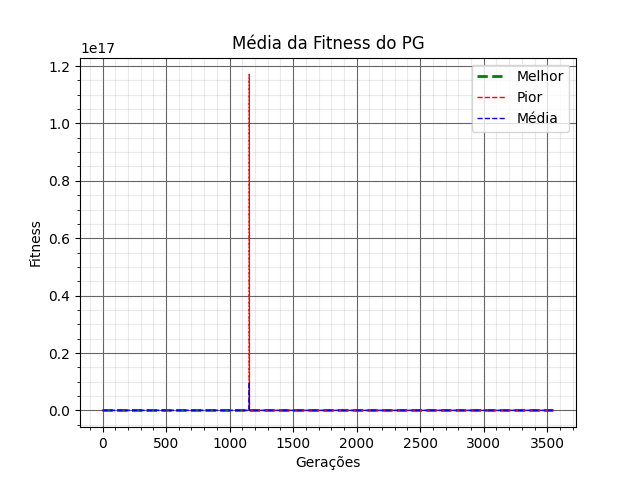 Média da Fitness do PG
1e17
1.2
1.0
0.8
0.6
0.4
0.2
0.0
Fitness
Melhor
Pior
Média
0 500 1000 1500 2000 2500 3000 3500
Gerações